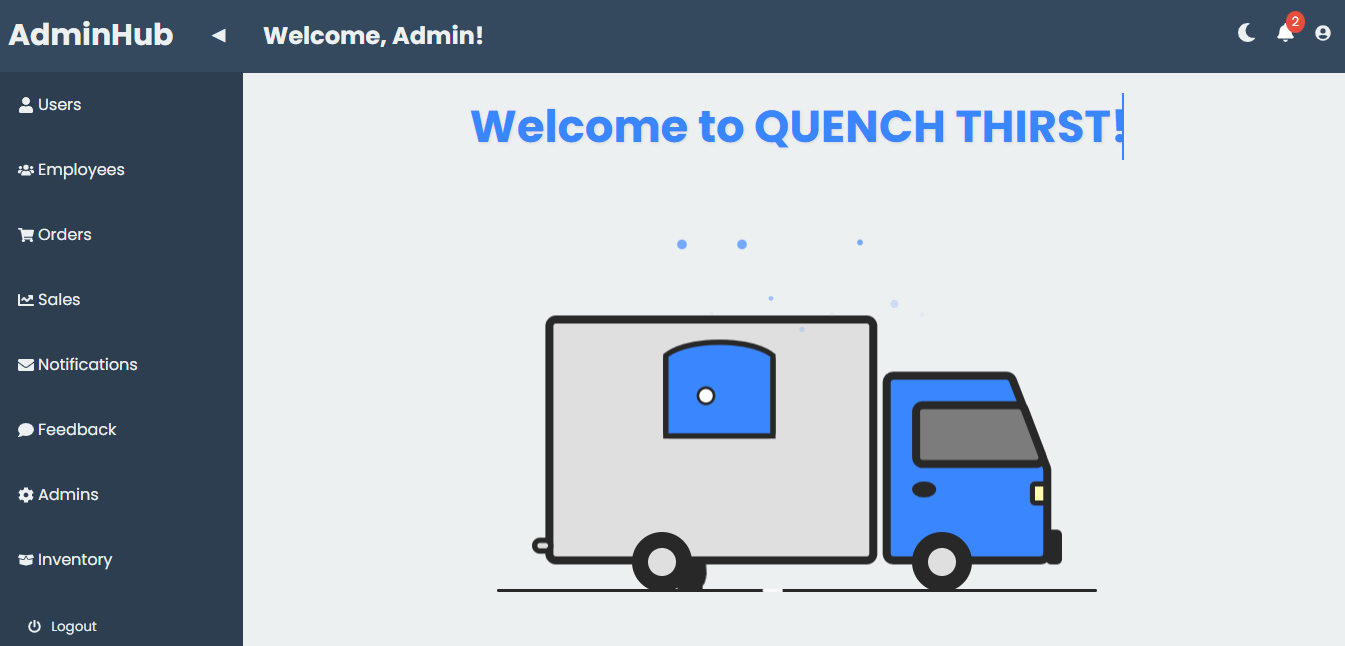 AdminHub
Welcome, Admin!
2
Users
Employees
Orders
Sales
Notifications
Feedback
Admins
Inventory
Logout
Welcome to QUENCH THIRST!